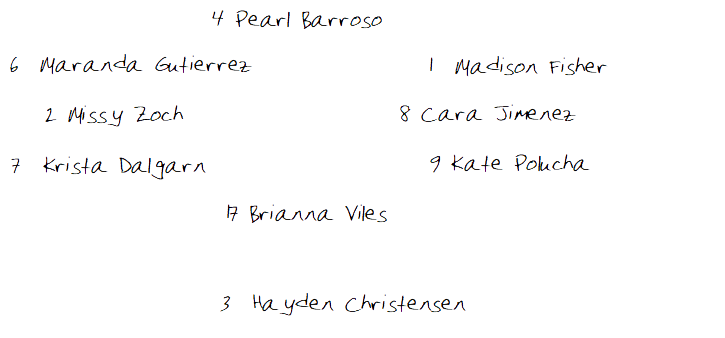 4 Pearl Barroso
6 Maranda Gutierrez 1 Madison Fisher
2 Missy Zoch 8 Cara Jimenez
7 Krista Dalgarn 9 Kate Polucha
17 Brianna Viles
3 Hayden Christensen